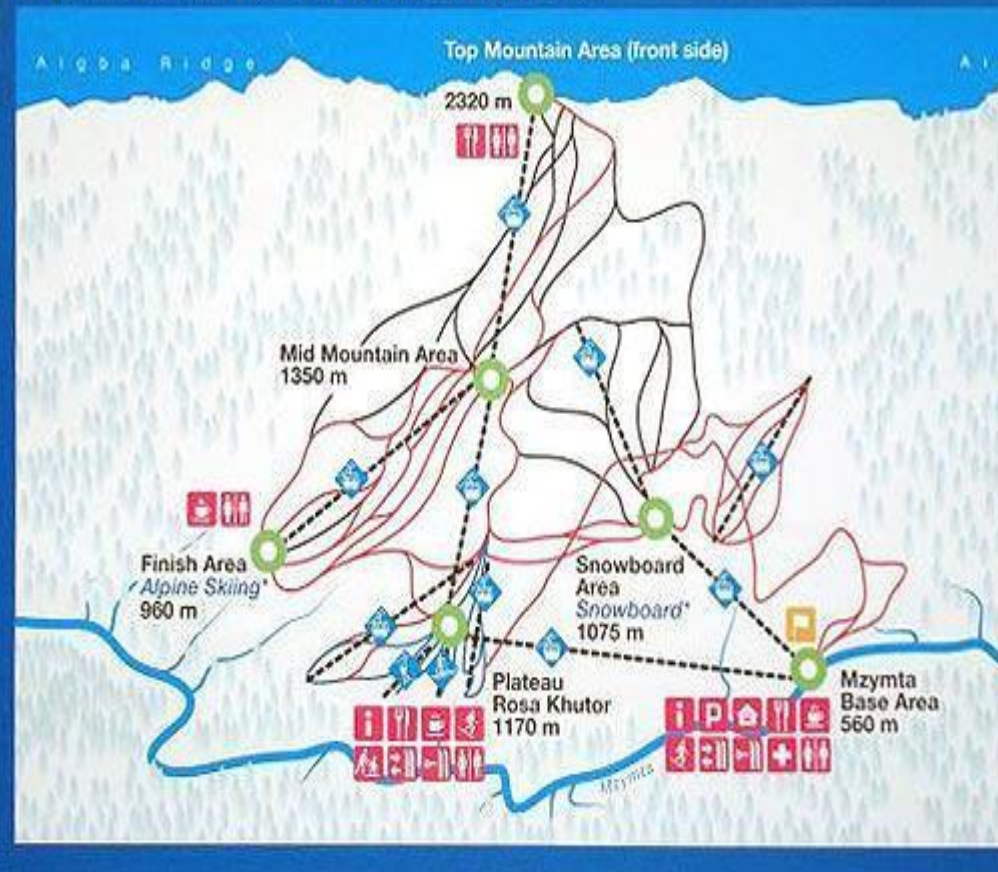 Aigba Ridge
Top Mountain Area (front side)
2320 m
Mid Mountain Area
1350 m
Finish Area
Alpine Skiing*
960 m
Snowboard
Area
Snowboard*
1075 m
Plateau
Rosa Khutor
1170 m
i
Mzymta
Base Area
560 m
i P
Mzymta